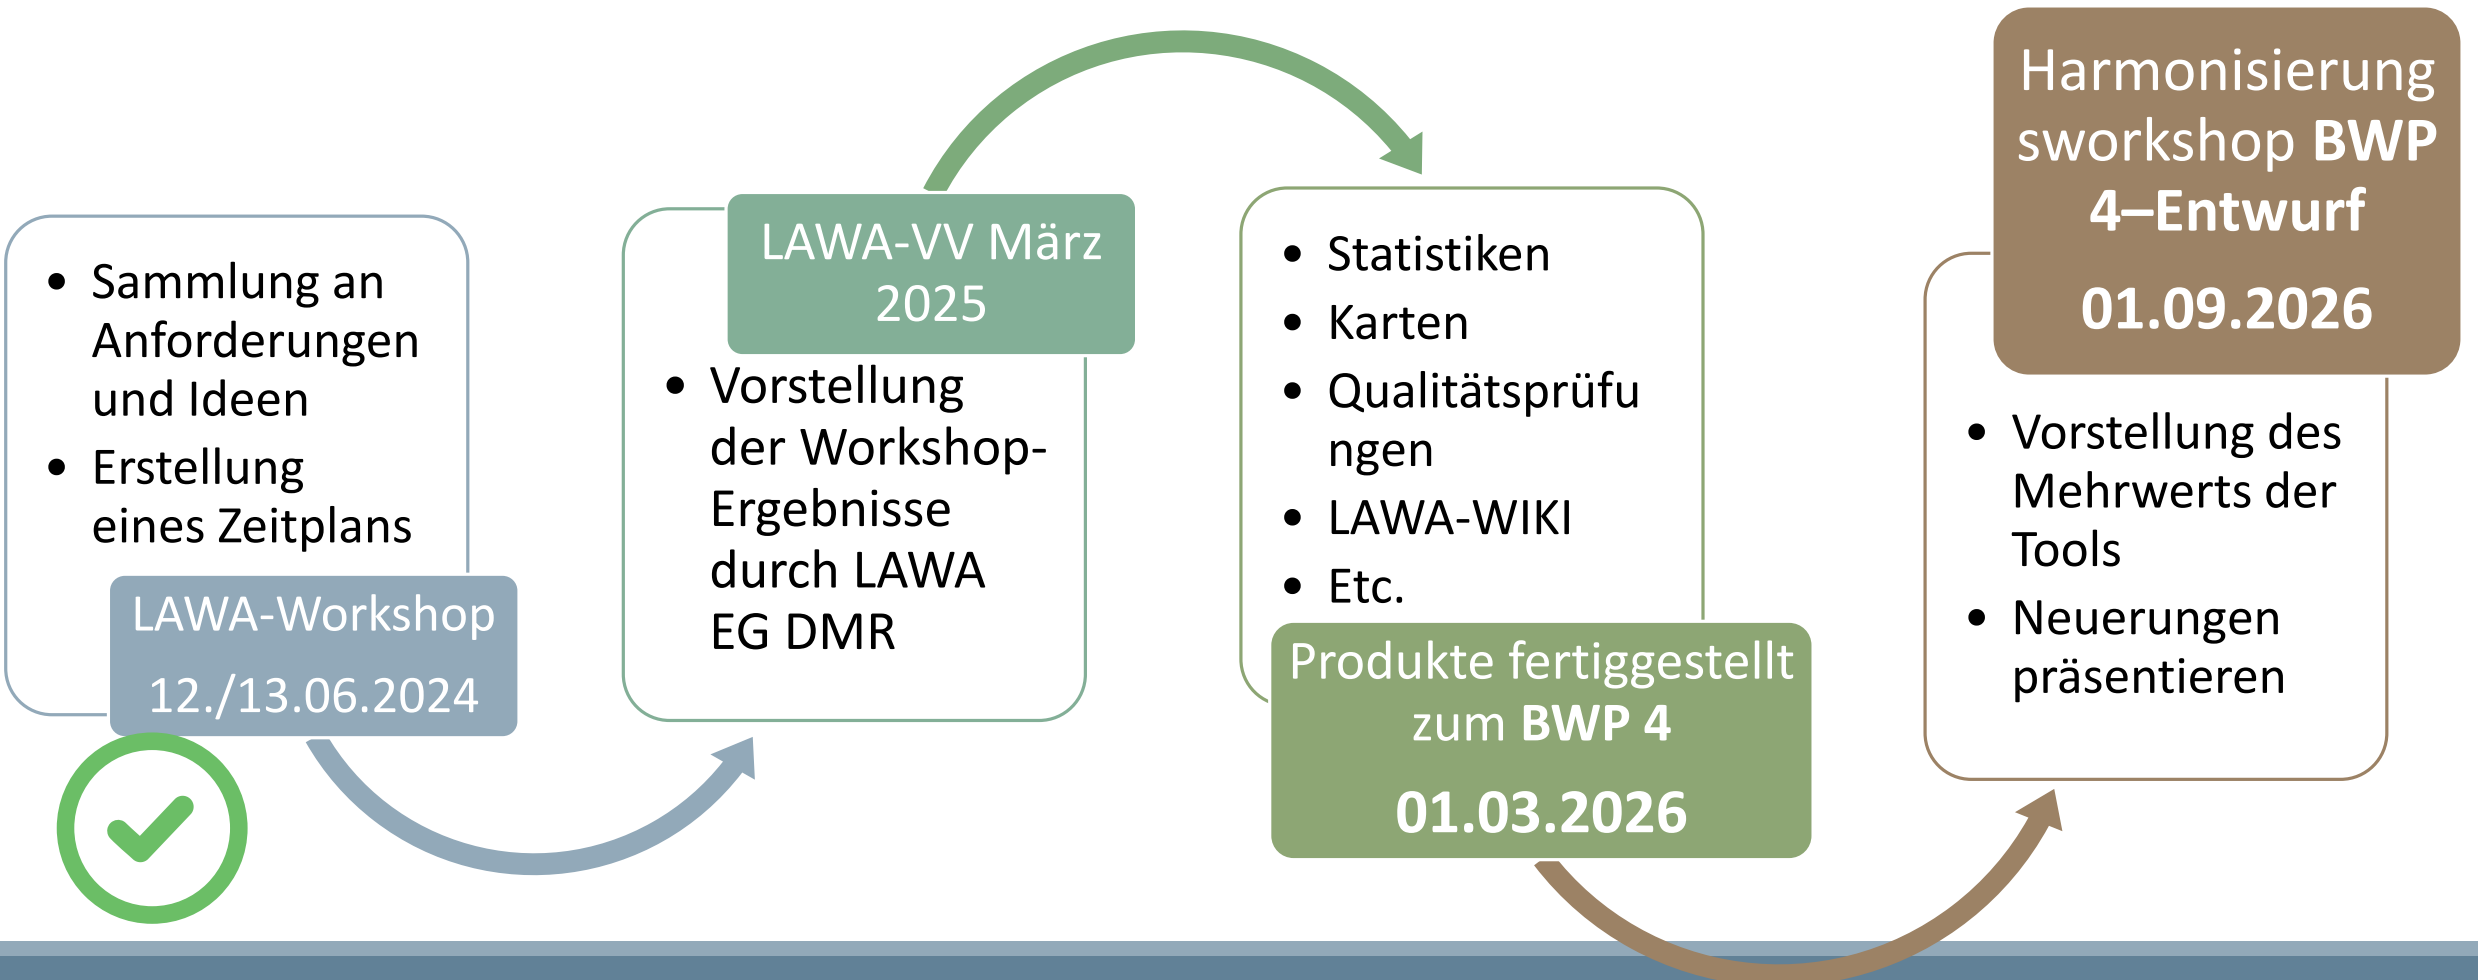 • Sammlung an
Anforderungen
und Ideen
• Erstellung
eines Zeitplans
LAWA-Workshop
12./13.06.2024
LAWA-VV März
2025
• Vorstellung
der Workshop-
Ergebnisse
durch LAWA
EG DMR
• Statistiken
• Karten
• Qualitätsprüfu
ngen
• LAWA-WIKI
• Etc.
Produkte fertiggestellt
zum BWP 4
01.03.2026
Harmonisierung
sworkshop BWP
4–Entwurf
01.09.2026
• Vorstellung des
Mehrwerts der
Tools
• Neuerungen
präsentieren